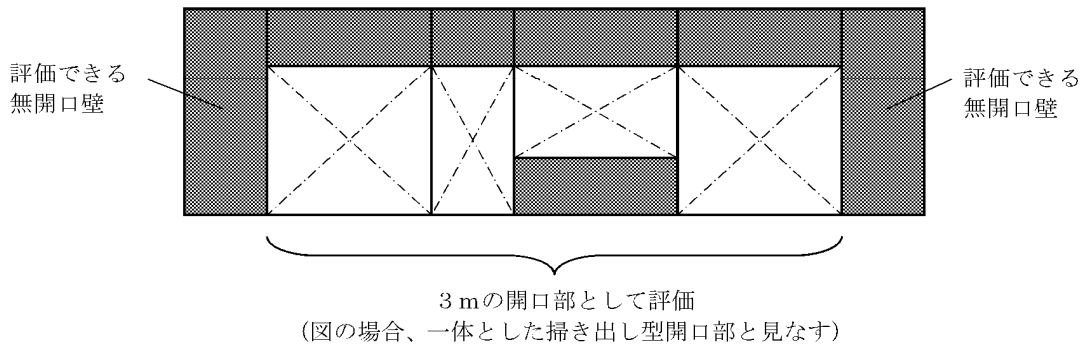 評価できる
無開口壁
評価できる
無開口壁
3mの開口部として評価
(図の場合、一体とした掃き出し型開口部と見なす)